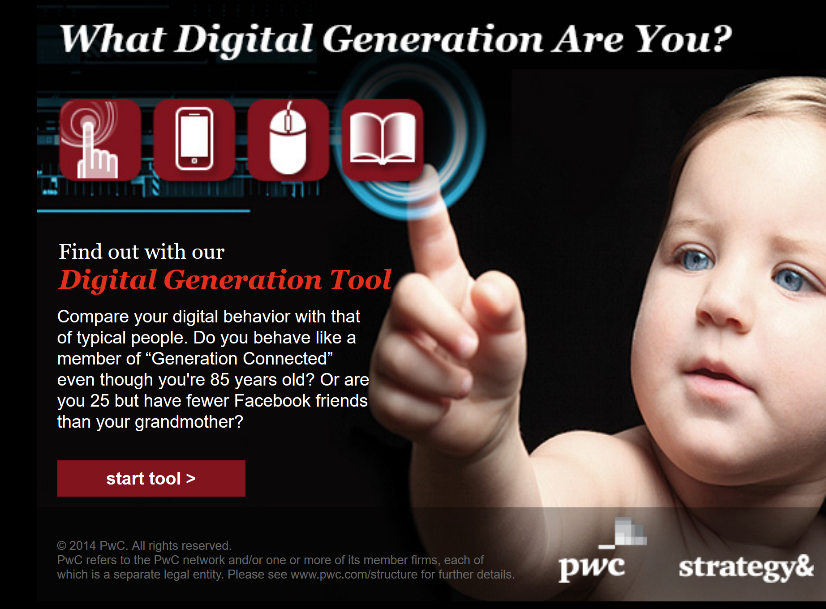 What Digital Generation Are You?
Find out with our
Digital Generation Tool
Compare your digital behavior with that
of typical people. Do you behave like a
member of “Generation Connected”
even though you're 85 years old? Or are
you 25 but have fewer Facebook friends
than your grandmother?
start tool >
© 2014 PwC. All rights reserved.
PwC refers to the PwC network and/or one or more of its member firms, each of
which is a separate legal entity. Please see www.pwc.com/structure for further details.
pwc strategy&